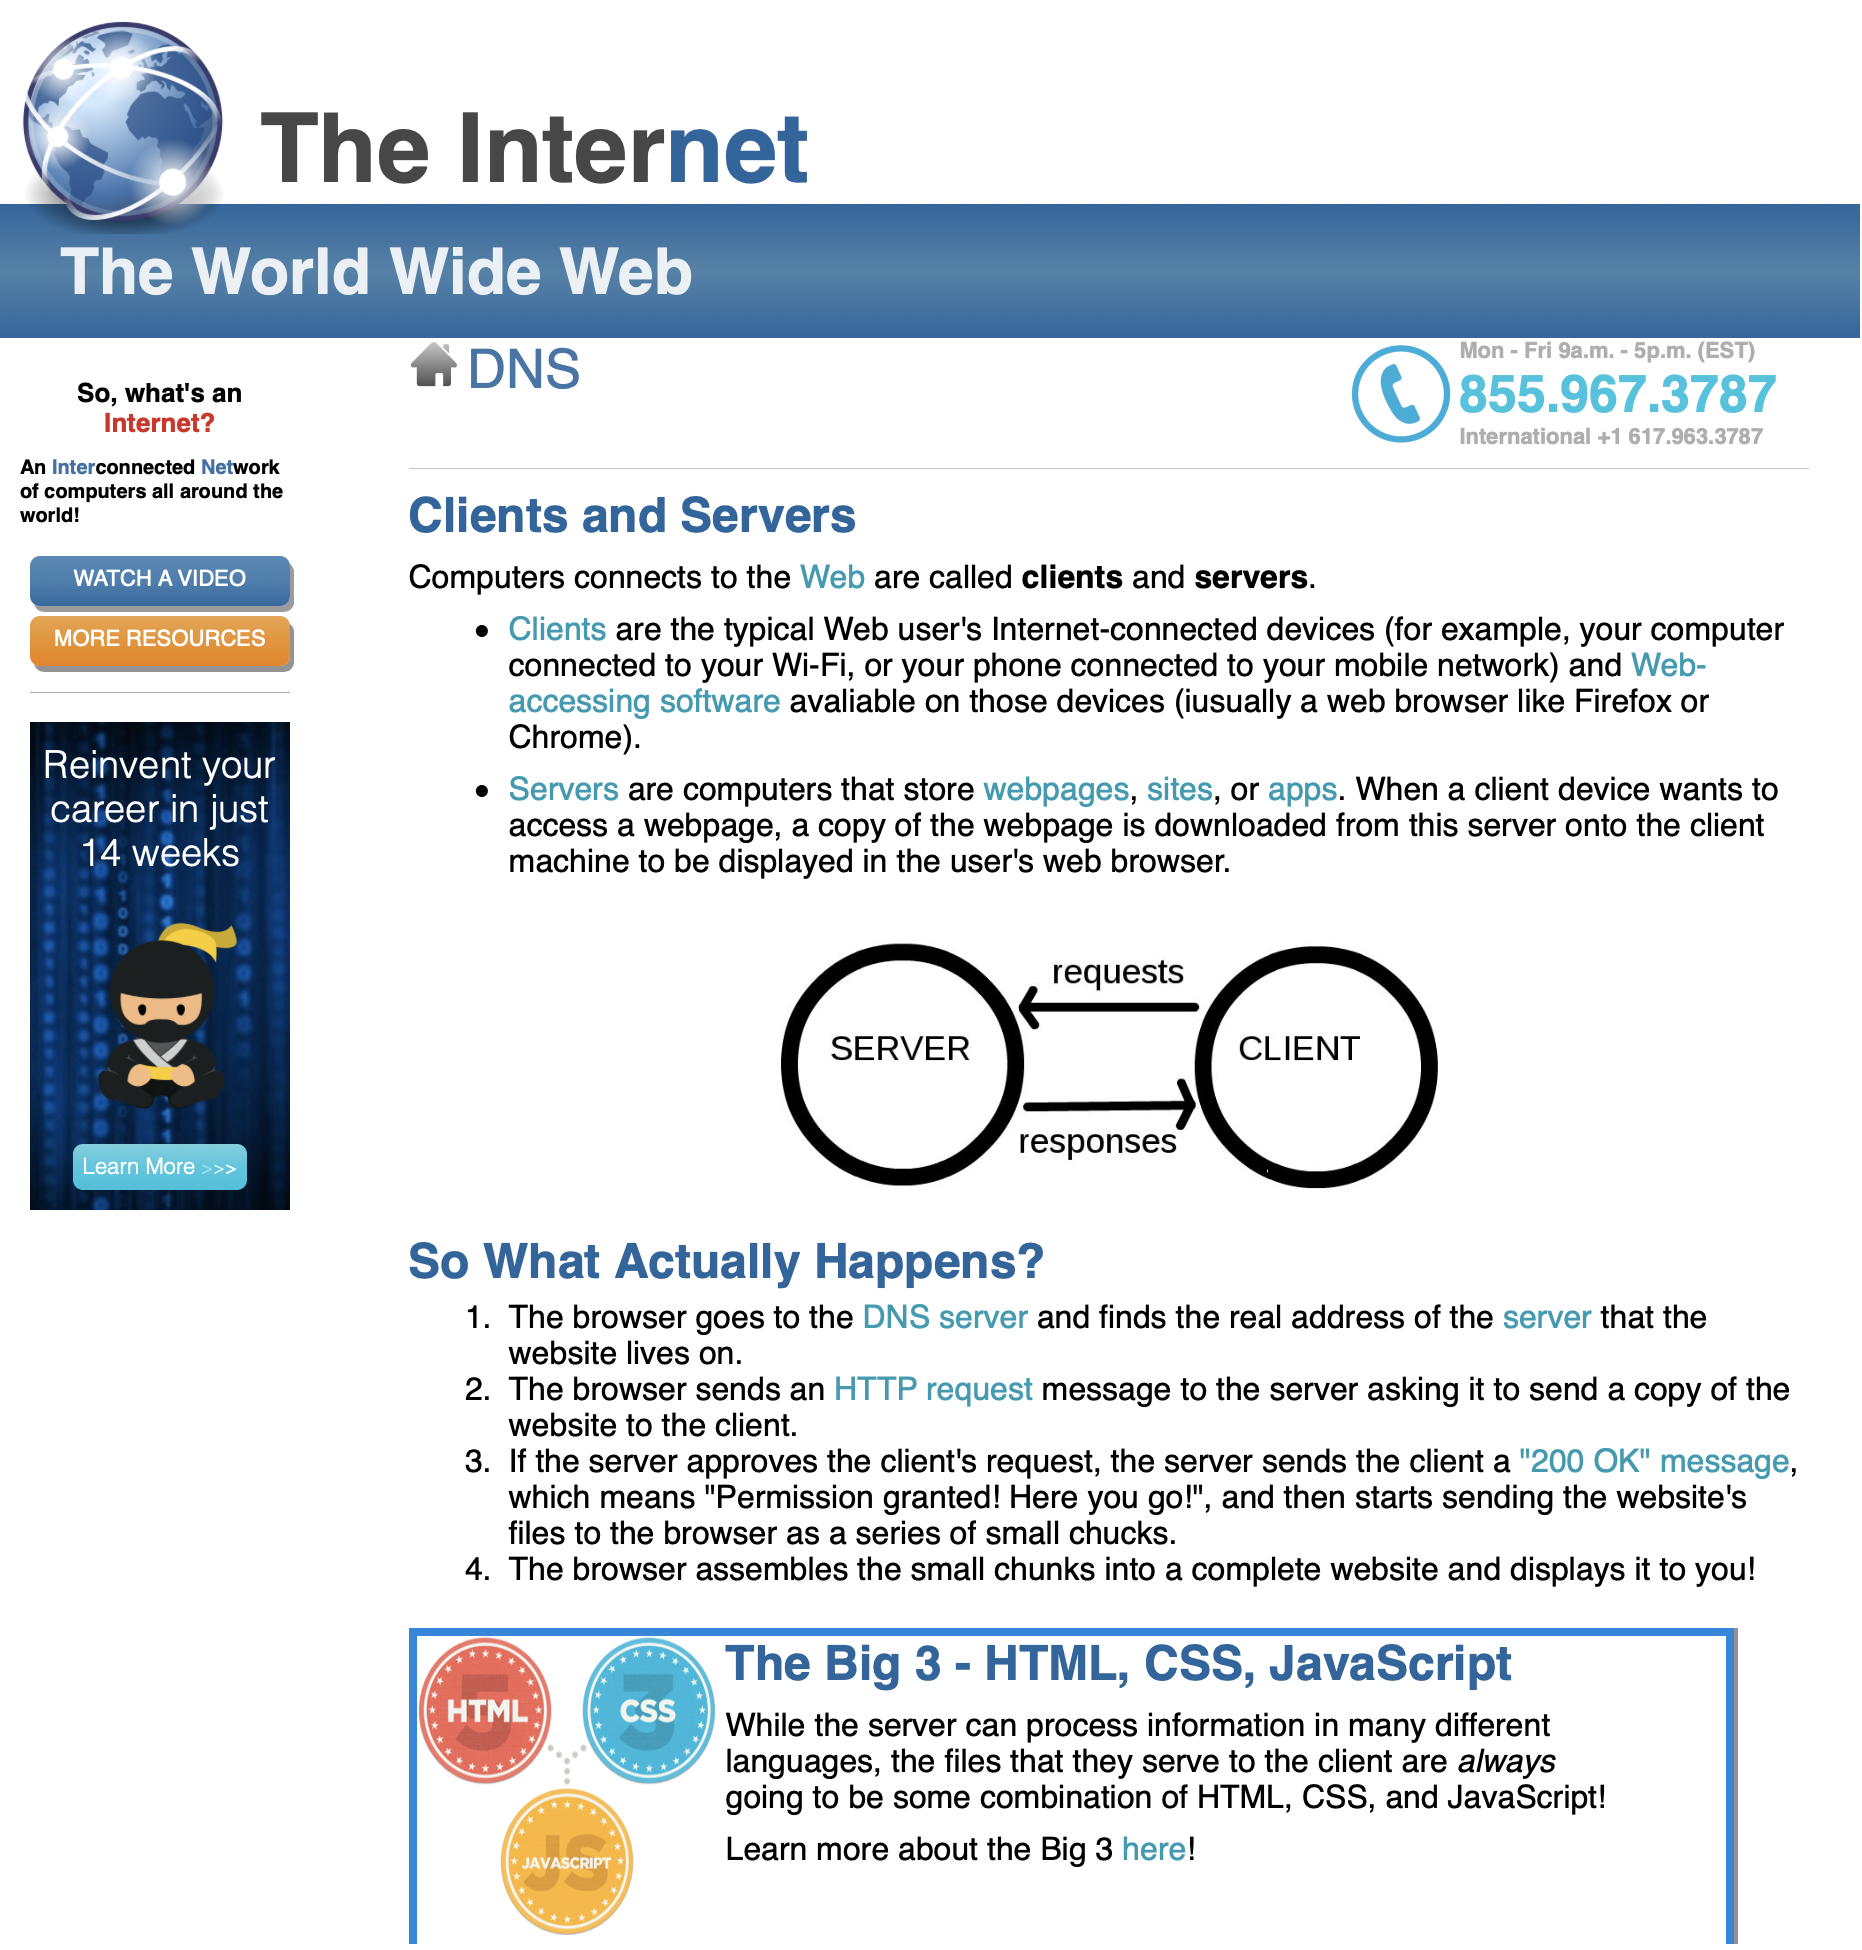 The Internet
The World Wide Web
So, what's an
Internet?
An Interconnected Network
of computers all around the
world!
WATCH A VIDEO
MORE RESOURCES
Reinvent your
career in just
14 weeks
Learn More >>>
DNS
Mon - Fri 9a.m. - 5p.m. (EST)
855.967.3787
International +1 617.963.3787
Clients and Servers
Computers connects to the Web are called clients and servers.
• Clients are the typical Web user's Internet-connected devices (for example, your computer
connected to your Wi-Fi, or your phone connected to your mobile network) and Web-
accessing software avaliable on those devices (iusually a web browser like Firefox or
Chrome).
• Servers are computers that store webpages, sites, or apps. When a client device wants to
access a webpage, a copy of the webpage is downloaded from this server onto the client
machine to be displayed in the user's web browser.
requests
SERVER
CLIENT
responses
So What Actually Happens?
1. The browser goes to the DNS server and finds the real address of the server that the
website lives on.
2. The browser sends an HTTP request message to the server asking it to send a copy of the
website to the client.
3. If the server approves the client's request, the server sends the client a "200 OK" message,
which means "Permission granted! Here you go!", and then starts sending the website's
files to the browser as a series of small chucks.
4. The browser assembles the small chunks into a complete website and displays it to you!
HTML
5
CSS
3
JS
JAVASCRIPT
The Big 3 - HTML, CSS, JavaScript
While the server can process information in many different
languages, the files that they serve to the client are always
going to be some combination of HTML, CSS, and JavaScript!
Learn more about the Big 3 here!